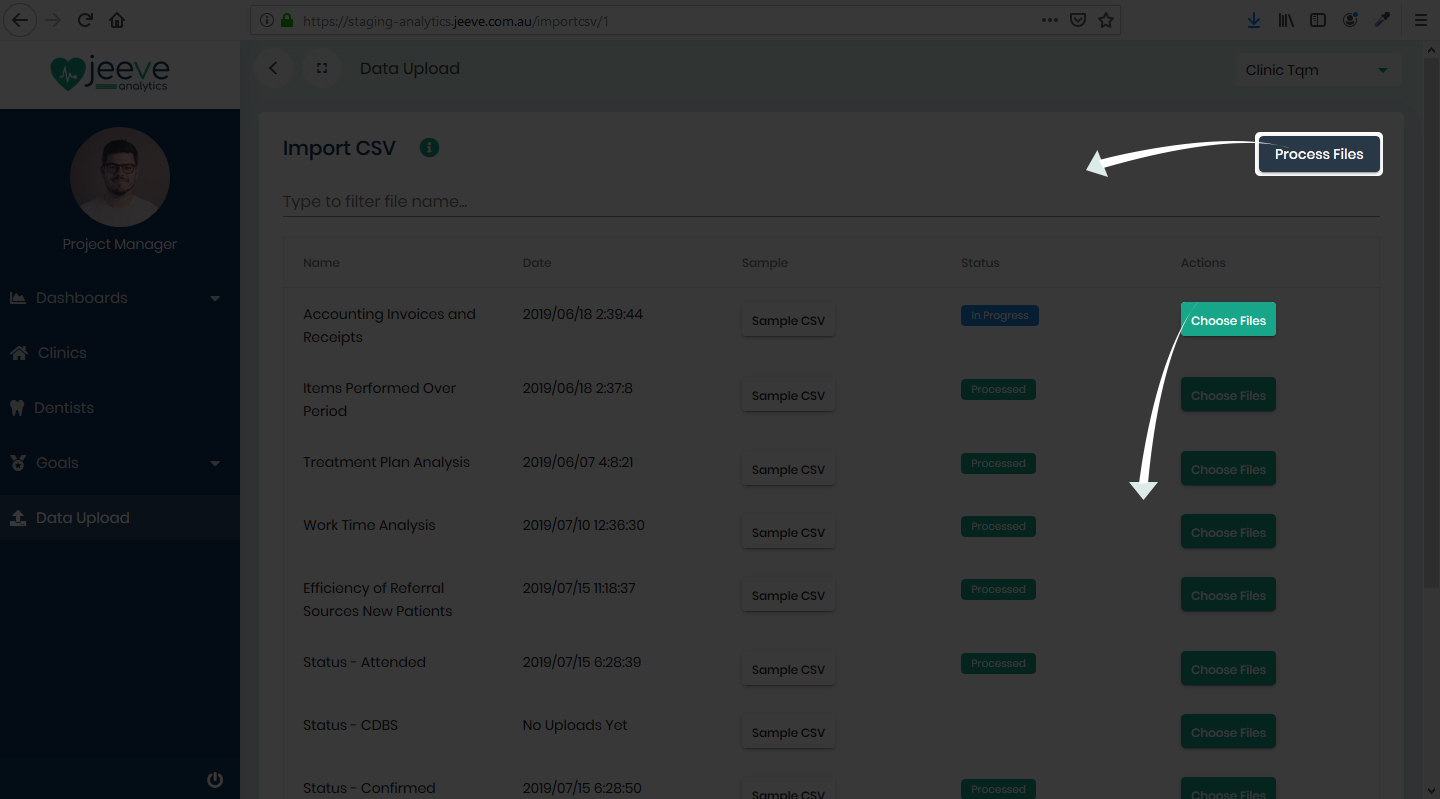 https://staging-analytics.jeeve.com.au/importcsv/1
jeeve
analytics
Data Upload
Clinic Tqm
Import CSV
Process Files
Type to filter file name...
Project Manager
Dashboards
Clinics
Dentists
Goals
Data Upload
Name Date Sample Status Actions
Accounting Invoices and 2019/06/18 2:39:44 Sample CSV In Progress Choose Files
Receipts
Items Performed Over 2019/06/18 2:37:8 Sample CSV Processed Choose Files
Period
Treatment Plan Analysis 2019/06/07 4:8:21 Sample CSV Processed Choose Files
Work Time Analysis 2019/07/10 12:36:30 Sample CSV Processed Choose Files
Efficiency of Referral 2019/07/15 11:18:37 Sample CSV Processed Choose Files
Sources New Patients
Status - Attended 2019/07/15 6:28:39 Sample CSV Processed Choose Files
Status - CDBS No Uploads Yet Sample CSV Choose Files
Status - Confirmed 2019/07/15 6:28:50 Sample CSV Processed Choose Files